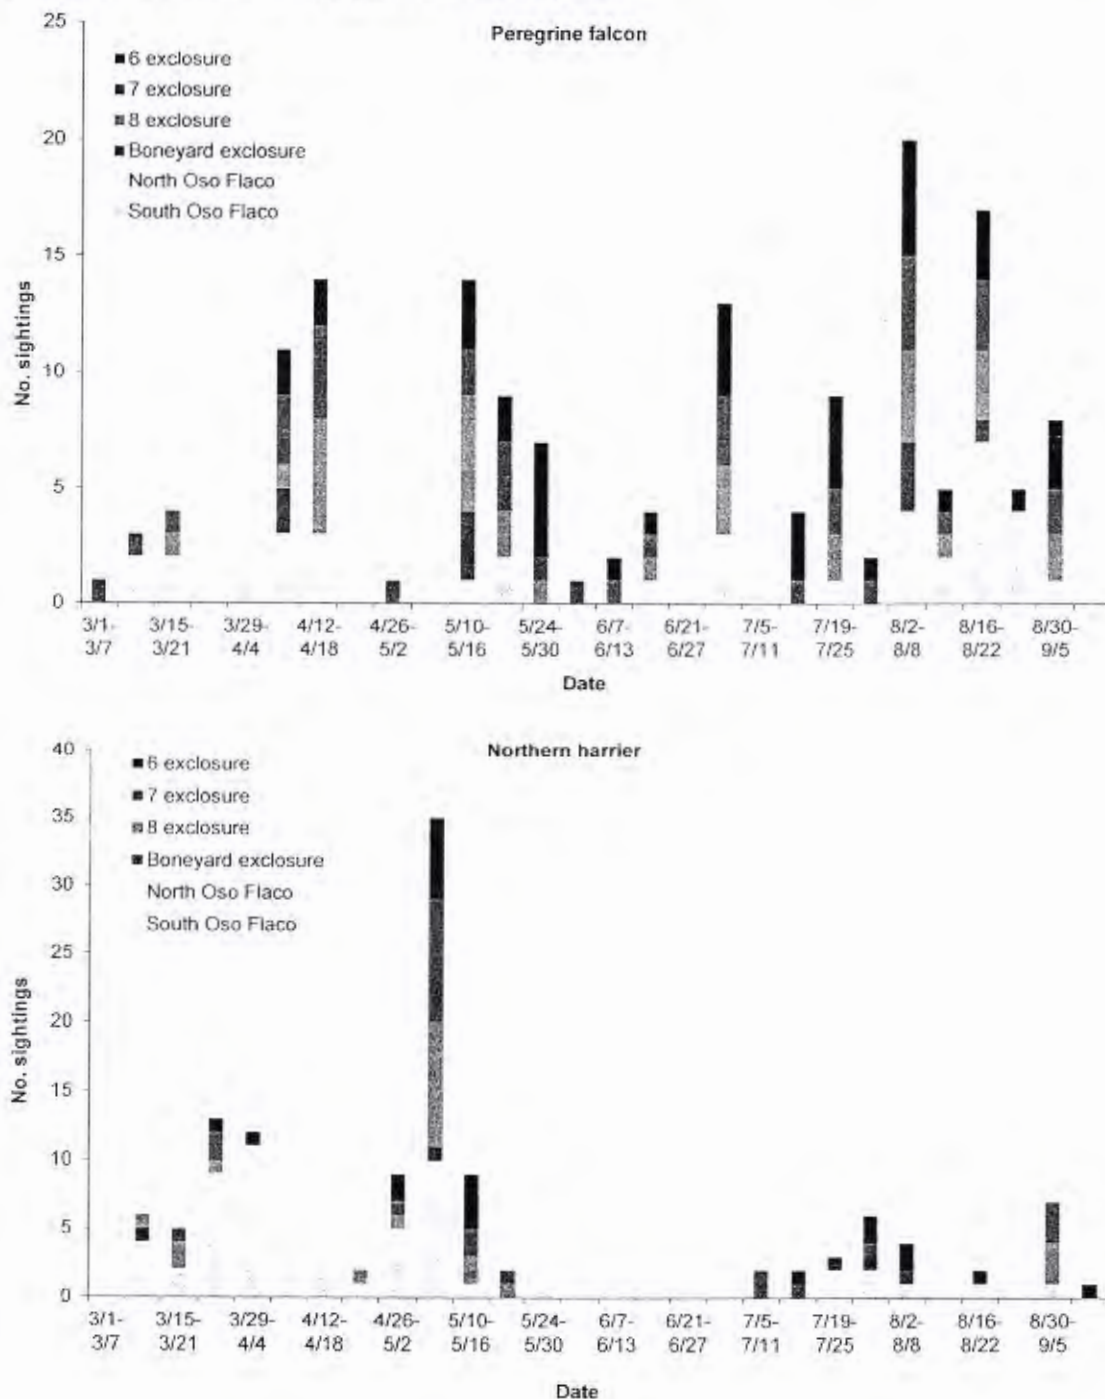 Peregrine falcon
25
20
15
10
5
0
No. sightings
6 exclosure
7 exclosure
8 exclosure
Boneyard exclosure
North Oso Flaco
South Oso Flaco
3/1- 3/15- 3/29- 4/12- 4/26- 5/10- 5/24- 6/7- 6/21- 7/5- 7/19- 8/2- 8/16- 8/30-
3/7 3/21 4/4 4/18 5/2 5/16 5/30 6/13 6/27 7/11 7/25 8/8 8/22 9/5
Date
Northern harrier
40
35
30
25
20
15
10
5
0
No. sightings
6 exclosure
7 exclosure
8 exclosure
Boneyard exclosure
North Oso Flaco
South Oso Flaco
3/1- 3/15- 3/29- 4/12- 4/26- 5/10- 5/24- 6/7- 6/21- 7/5- 7/19- 8/2- 8/16- 8/30-
3/7 3/21 4/4 4/18 5/2 5/16 5/30 6/13 6/27 7/11 7/25 8/8 8/22 9/5
Date